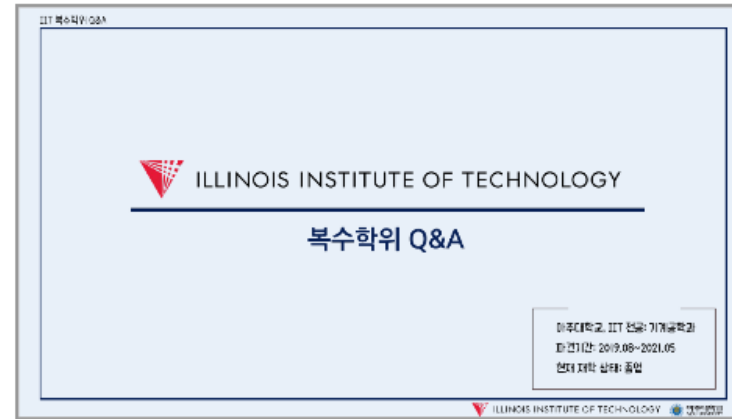 IIT 복수학위 Q&A
ILLINOIS INSTITUTE OF TECHNOLOGY
복수학위 Q&A
아주대학교, IIT 전공: 기계공학과
파견기간: 2019.08~2021.05
현재 재학 상태: 졸업
ILLINOIS INSTITUTE OF TECHNOLOGY